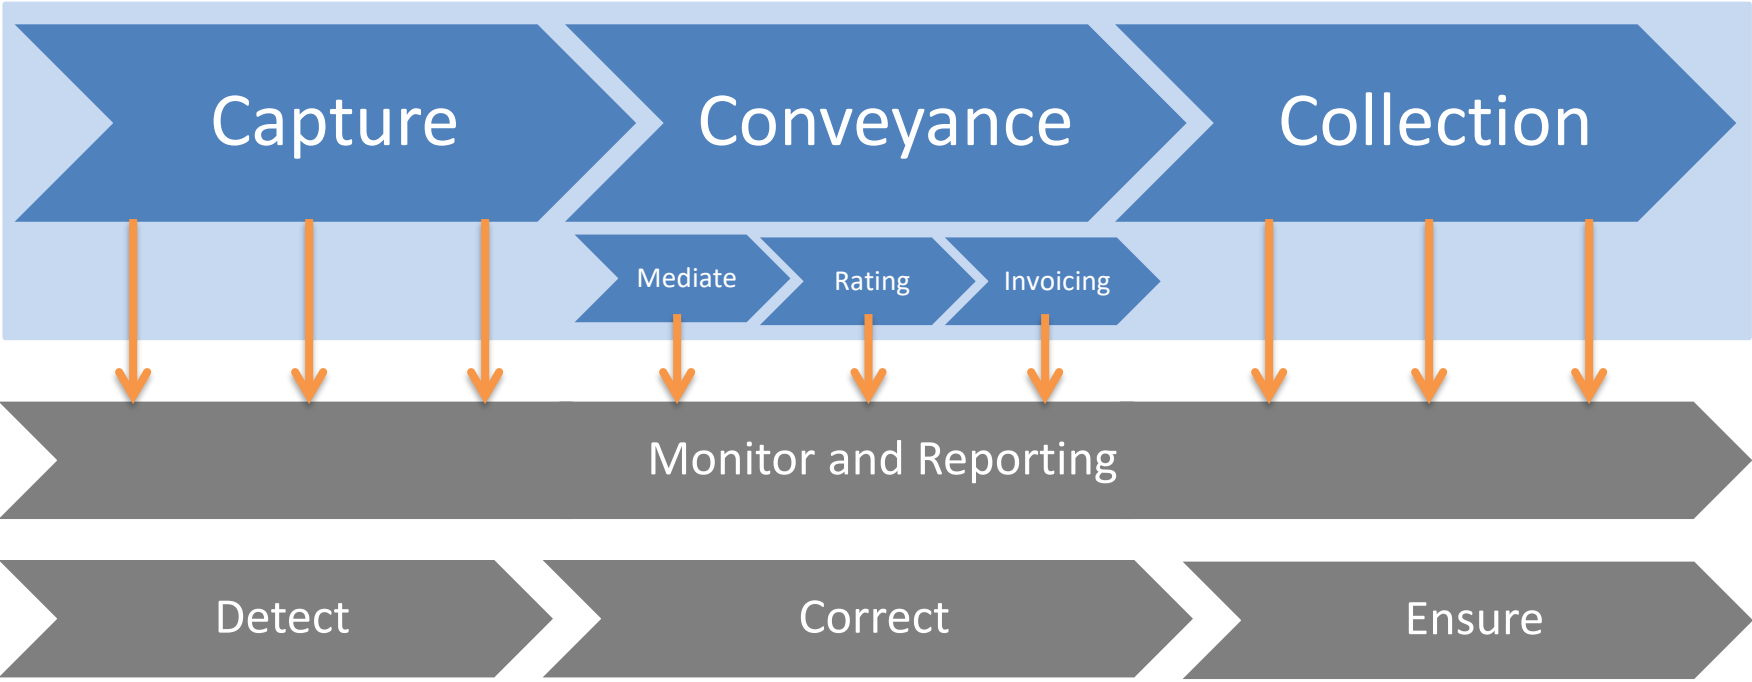 Capture
Conveyance
Collection
Mediate
Rating
Invoicing
Monitor and Reporting
Detect
Correct
Ensure